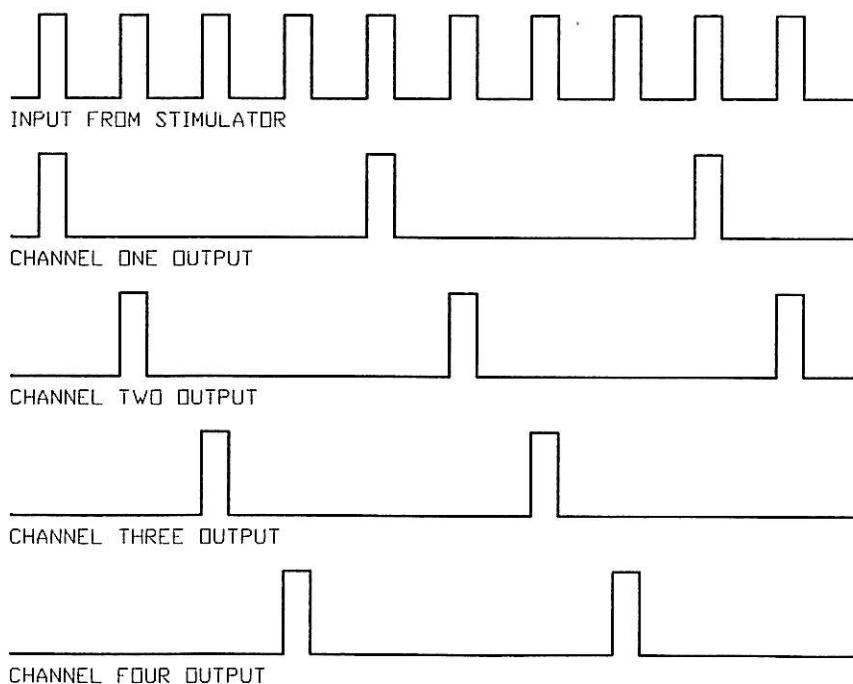 INPUT FROM STIMULATOR
CHANNEL ONE OUTPUT
CHANNEL TWO OUTPUT
CHANNEL THREE OUTPUT
CHANNEL FOUR OUTPUT